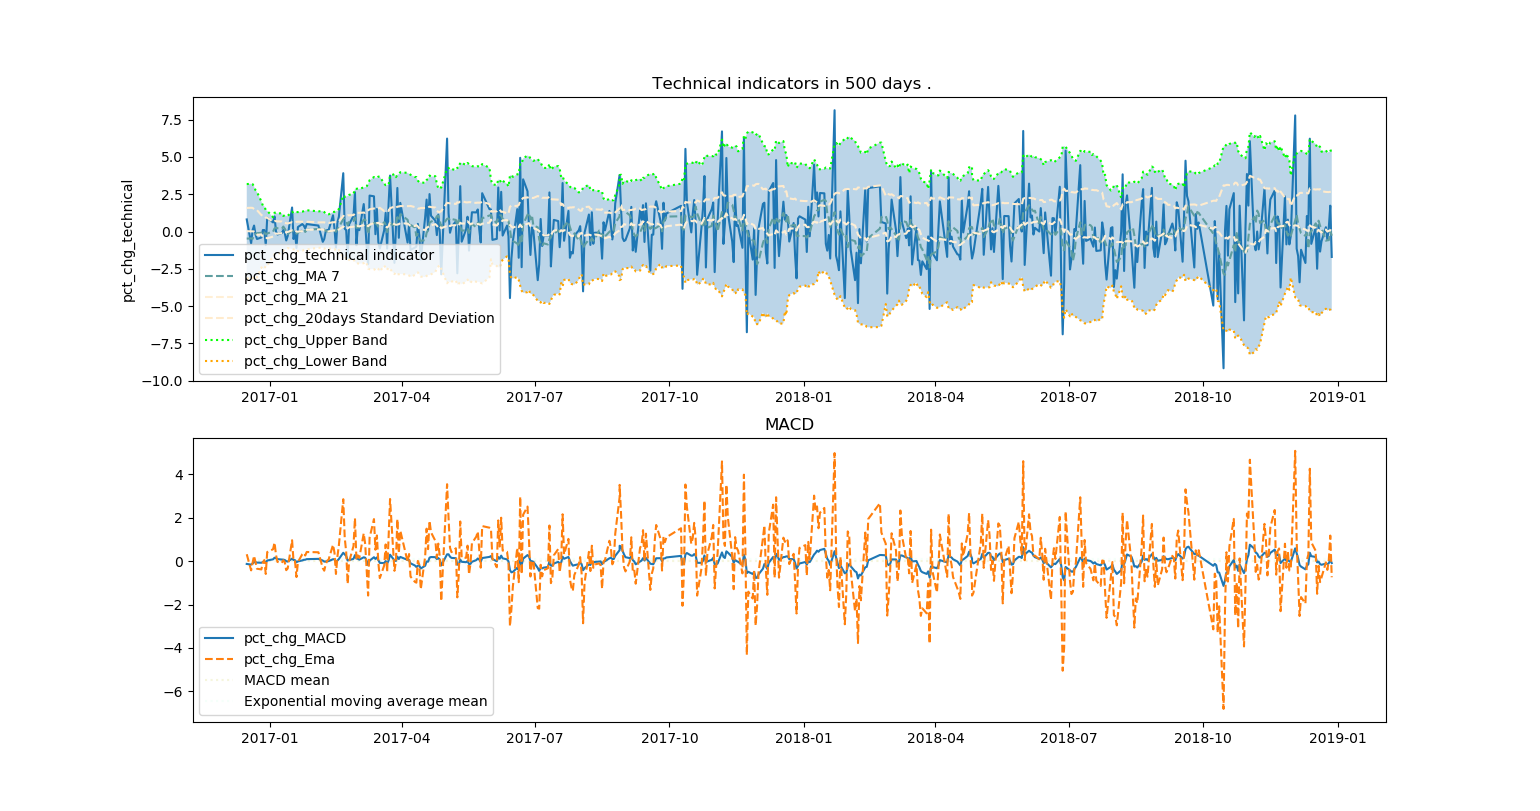 Technical indicators in 500 days .
pct_chg_technical
7.5
5.0
2.5
0.0
−2.5
−5.0
−7.5
−10.0
pct_chg_technical indicator
pct_chg_MA 7
pct_chg_MA 21
pct_chg_20days Standard Deviation
pct_chg_Upper Band
pct_chg_Lower Band
2017-01 2017-04 2017-07 2017-10 2018-01 2018-04 2018-07 2018-10 2019-01
MACD
4
2
0
−2
−4
−6
pct_chg_MACD
pct_chg_Ema
MACD mean
Exponential moving average mean
2017-01 2017-04 2017-07 2017-10 2018-01 2018-04 2018-07 2018-10 2019-01